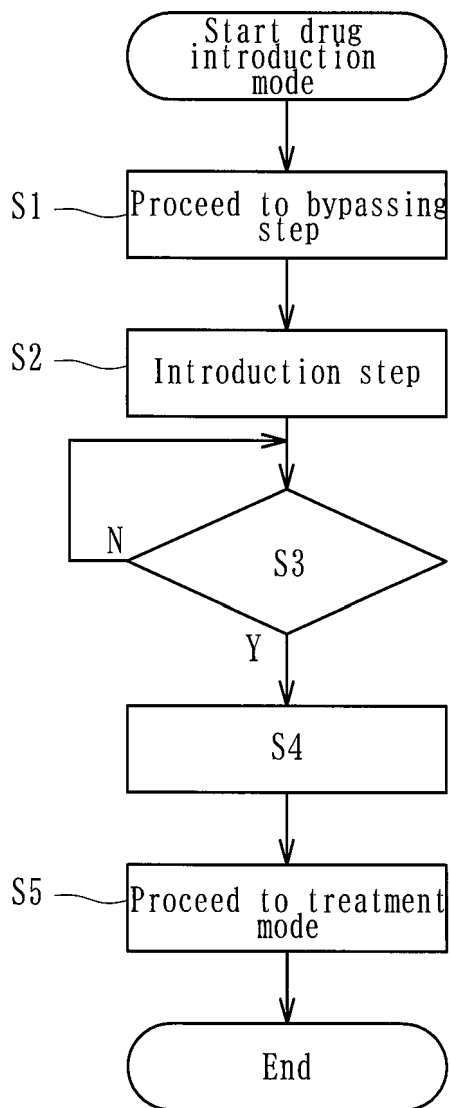 Start drug
introduction
mode
S1
Proceed to bypassing
step
S2
Introduction step
N
S3
Y
S4
S5
Proceed to treatment
mode
End